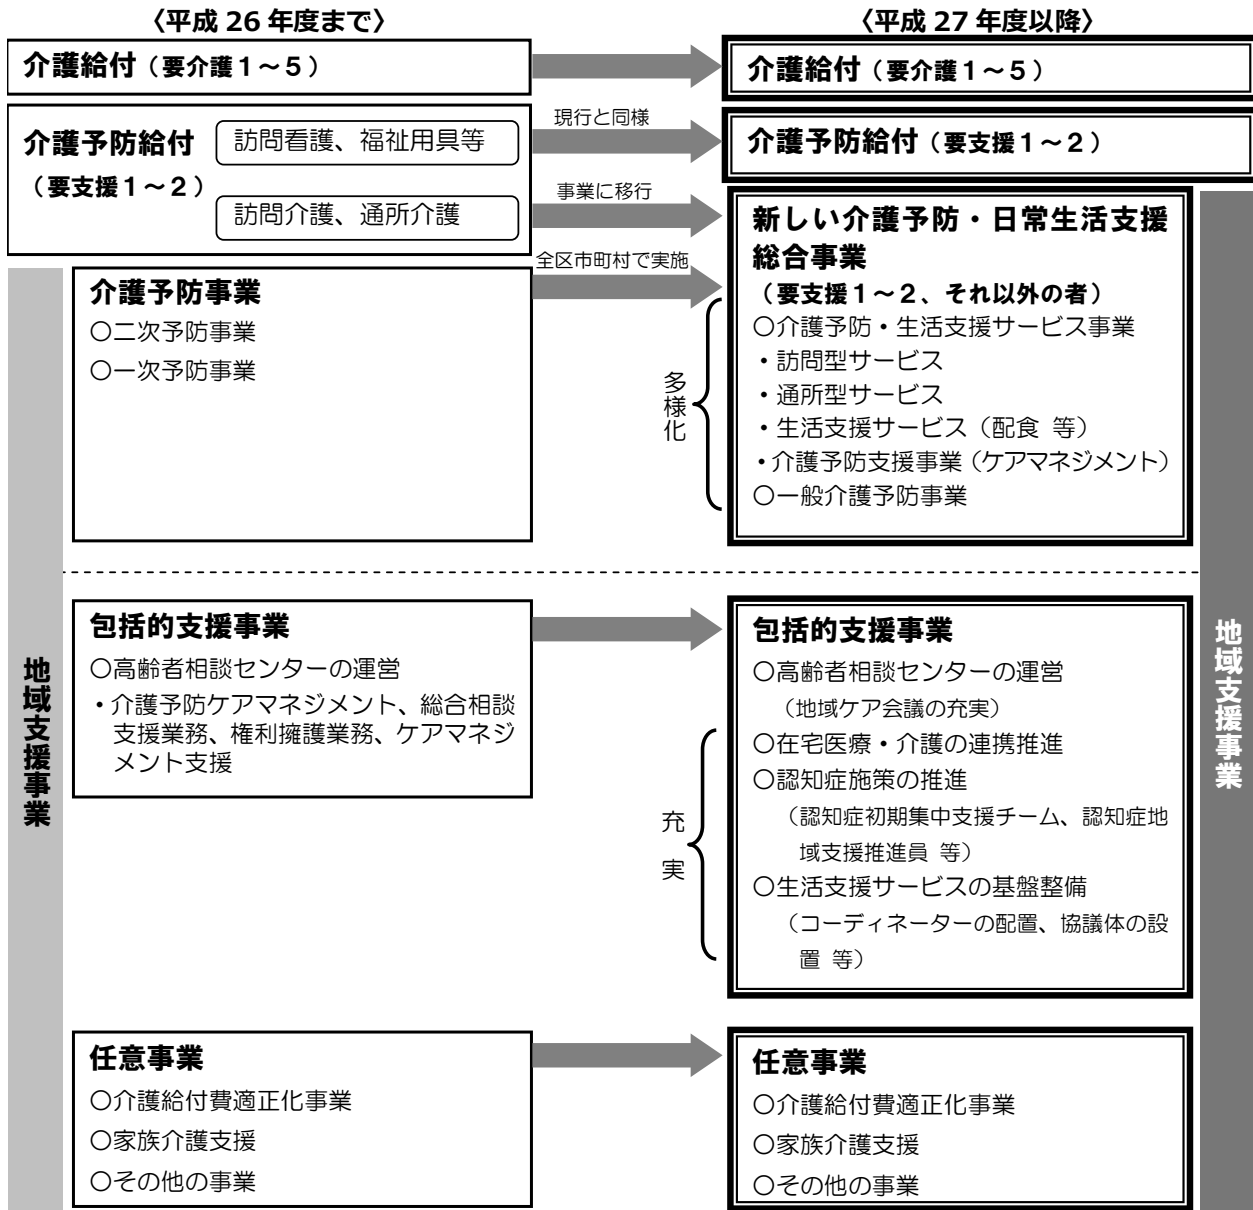 〈平成 26 年度まで〉
〈平成 27 年度以降〉
介護給付（要介護１～５）
介護給付（要介護１～５）
介護予防給付
（要支援１～２）
訪問看護、福祉用具等
訪問介護、通所介護
現行と同様
介護予防給付（要支援１～２）
事業に移行
全区市町村で実施
介護予防事業
〇二次予防事業
〇一次予防事業
多様化
新しい介護予防・日常生活支援
総合事業
（要支援１～２、それ以外の者）
〇介護予防・生活支援サービス事業
・訪問型サービス
・通所型サービス
・生活支援サービス（配食 等）
・介護予防支援事業（ケアマネジメント）
〇一般介護予防事業
地域支援事業
包括的支援事業
〇高齢者相談センターの運営
・介護予防ケアマネジメント、総合相談
支援業務、権利擁護業務、ケアマネジ
メント支援
充実
包括的支援事業
〇高齢者相談センターの運営
（地域ケア会議の充実）
〇在宅医療・介護の連携推進
〇認知症施策の推進
（認知症初期集中支援チーム、認知症地
域支援推進員 等）
〇生活支援サービスの基盤整備
（コーディネーターの配置、協議体の設
置 等）
地域支援事業
任意事業
〇介護給付費適正化事業
〇家族介護支援
〇その他の事業
任意事業
〇介護給付費適正化事業
〇家族介護支援
〇その他の事業